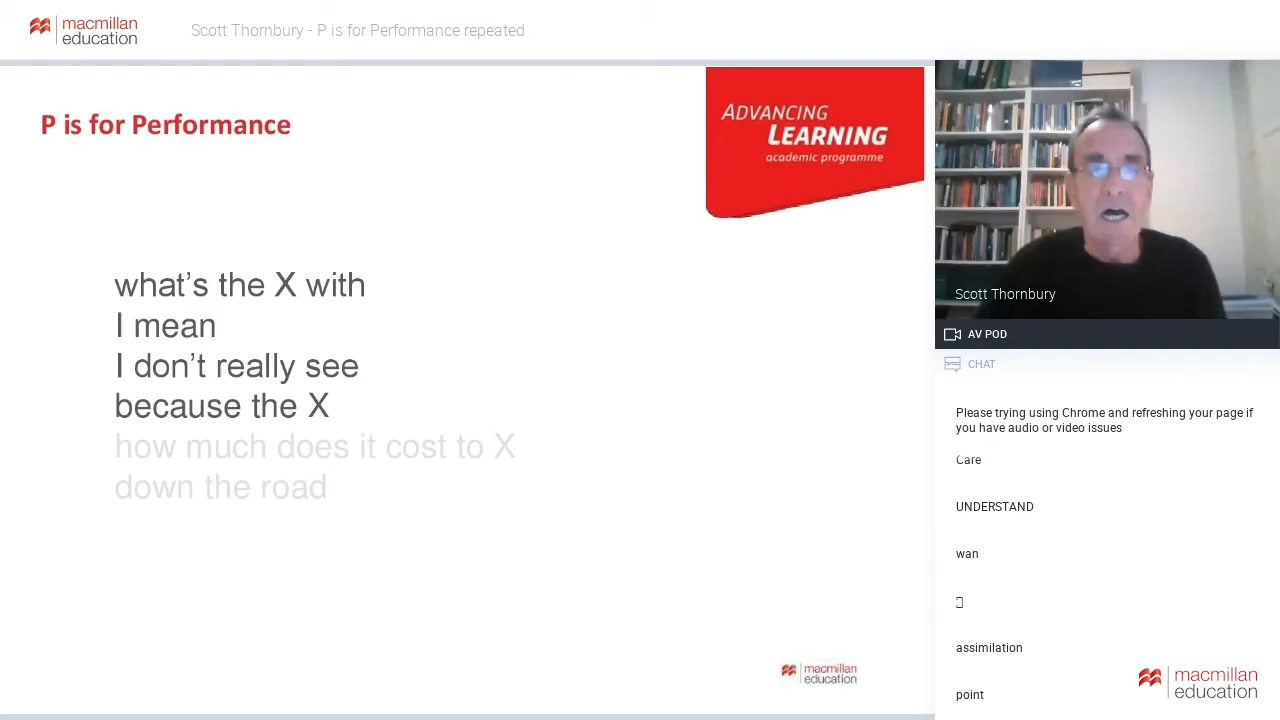 macmillan
education
Scott Thornbury - P is for Performance repeated
P is for Performance
ADVANCING
LEARNING
academic programme
what's the X with
I mean
I don't really see
because the X
how much does it cost to X
down the road
macmillan
education
Scott Thornbury
AV POD
CHAT
Please trying using Chrome and refreshing your page if
you have audio or video issues
Care
UNDERSTAND
wan
assimilation
point
macmillan
education